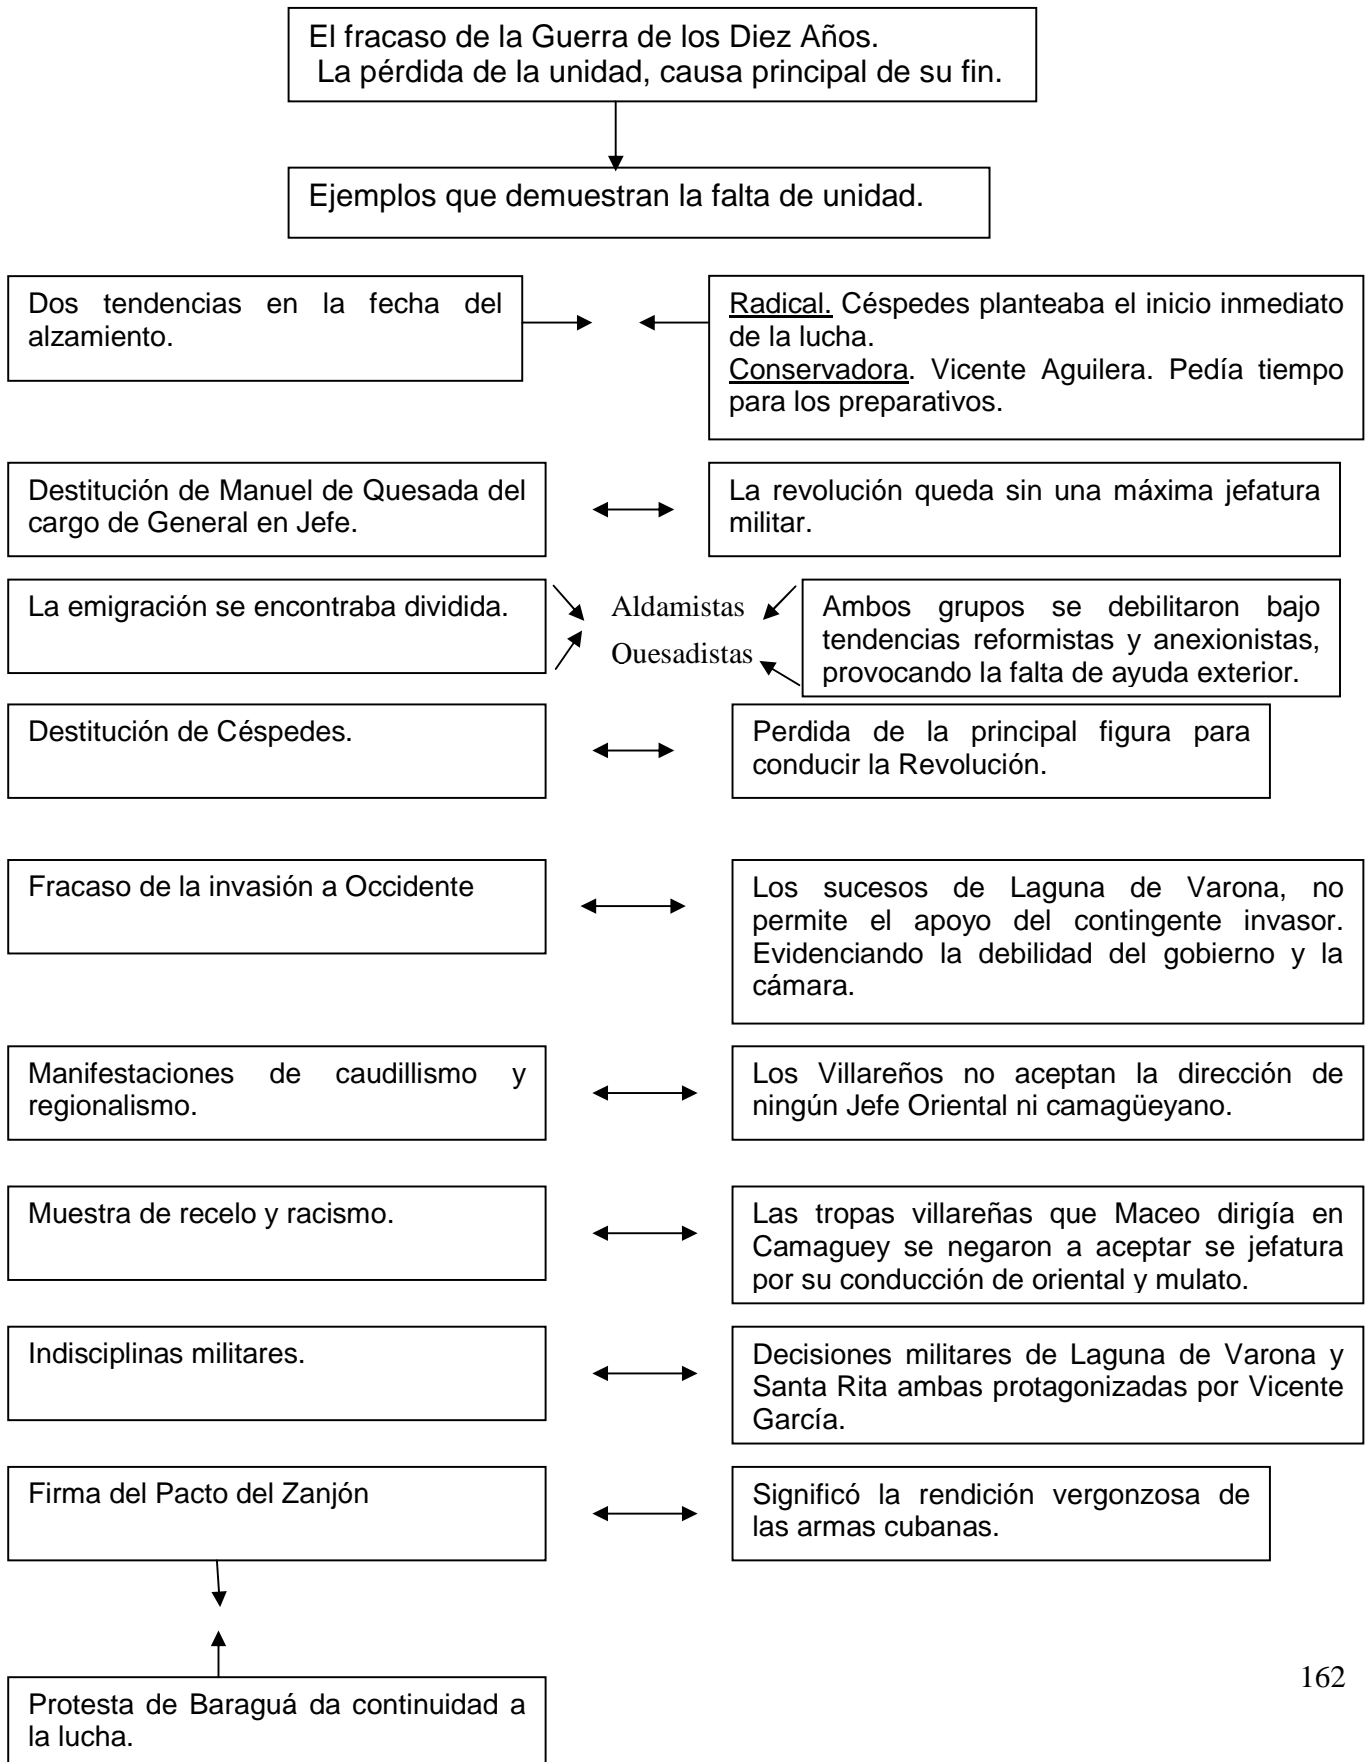 El fracaso de la Guerra de los Diez Años.
La pérdida de la unidad, causa principal de su fin.
Ejemplos que demuestran la falta de unidad.
Dos tendencias en la fecha del
alzamiento.
Radical. Céspedes planteaba el inicio inmediato
de la lucha.
Conservadora. Vicente Aguilera. Pedía tiempo
para los preparativos.
Destitución de Manuel de Quesada del
cargo de General en Jefe.
La revolución queda sin una máxima jefatura
militar.
La emigración se encontraba dividida.
Aldamistas
Quesadistas
Ambos grupos se debilitaron bajo
tendencias reformistas y anexionistas,
provocando la falta de ayuda exterior.
Destitución de Céspedes.
Perdida de la principal figura para
conducir la Revolución.
Fracaso de la invasión a Occidente
Los sucesos de Laguna de Varona, no
permite el apoyo del contingente invasor.
Evidenciando la debilidad del gobierno y la
cámara.
Manifestaciones de caudillismo y
regionalismo.
Los Villareños no aceptan la dirección de
ningún Jefe Oriental ni camagüeyano.
Muestra de recelo y racismo.
Las tropas villareñas que Maceo dirigía en
Camaguey se negaron a aceptar se jefatura
por su conducción de oriental y mulato.
Indisciplinas militares.
Decisiones militares de Laguna de Varona y
Santa Rita ambas protagonizadas por Vicente
García.
Firma del Pacto del Zanjón
Significó la rendición vergonzosa de
las armas cubanas.
Protesta de Baraguá da continuidad a
la lucha.
162